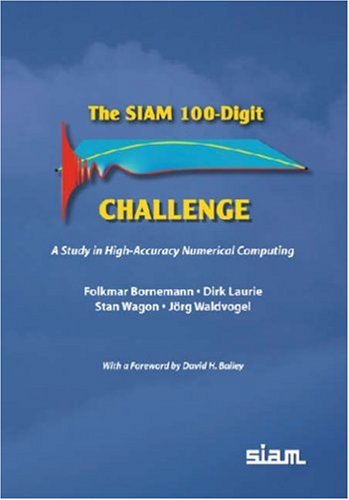 The SIAM 100-Digit
CHALLENGE
A Study in High-Accuracy Numerical Computing
Folkmar Bornemann • Dirk Laurie
Stan Wagon • Jörg Waldvogel
With a Foreword by David H. Bailey
siam